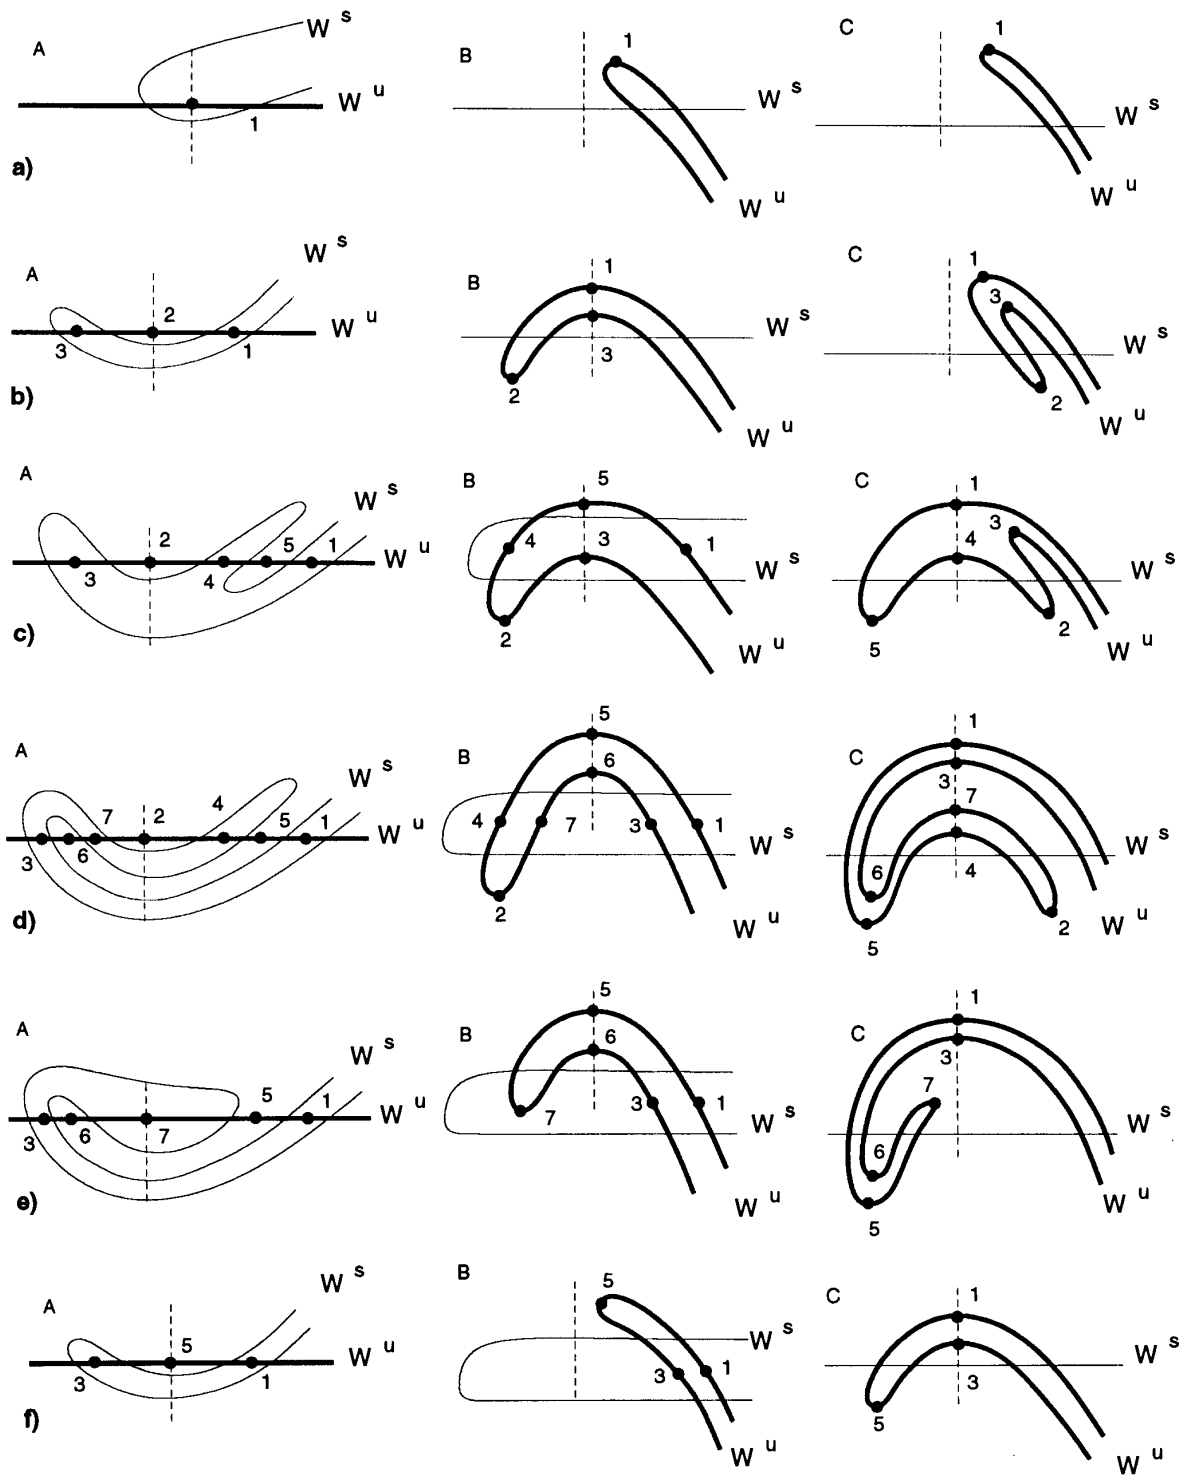 A W s 1 W u
B 1 W s W u
C 1 W s W u
a)
A W s 2 W u 3 1
B 1 W s 3 2 W u
C 1 3 W s 2 W u
b)
A W s 2 5 1 W u 3 4
B 5 4 3 1 W s 2 W u
C 1 3 4 W s 2 5 W u
c)
A W s 7 2 4 5 1 W u 3 6
B 5 6 4 7 3 1 W s 2 W u
C 1 3 7 W s 6 4 2 5 W u
d)
A W s 5 1 W u 3 6 7
B 5 6 7 3 1 W s W u
C 1 3 7 W s 6 5 W u
e)
A W s 5 W u 3 1
B 5 W s 3 1 W u
C 1 W s 3 5 W u
f)